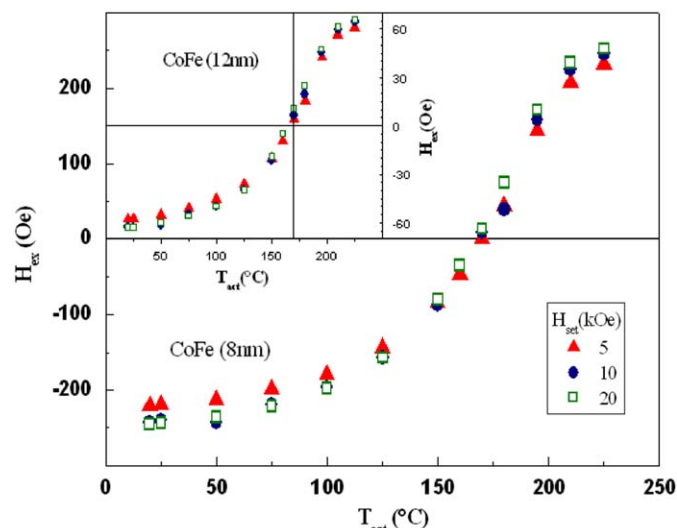 CoFe (12nm)
60
30
0
-30
-60
H_ex (Oe)
50 100 150 200
T_act (°C)
200
100
0
-100
-200
H_ex (Oe)
CoFe (8nm)
H_set (kOe)
5
10
20
0 50 100 150 200 250
(°C)